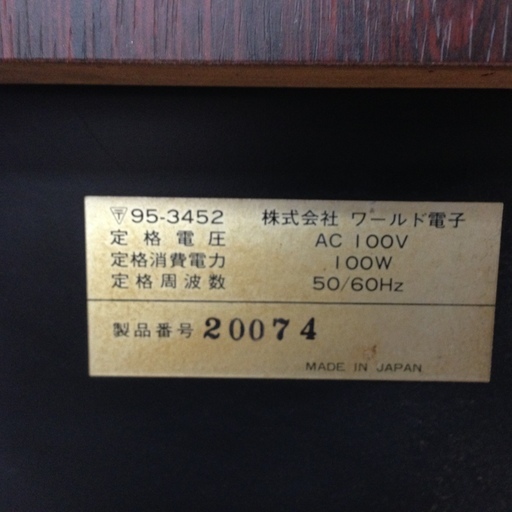 〒95-3452 株式会社 ワールド電子
定格電圧 AC 100V
定格消費電力 100W
定格周波数 50/60Hz
製品番号 20074
MADE IN JAPAN